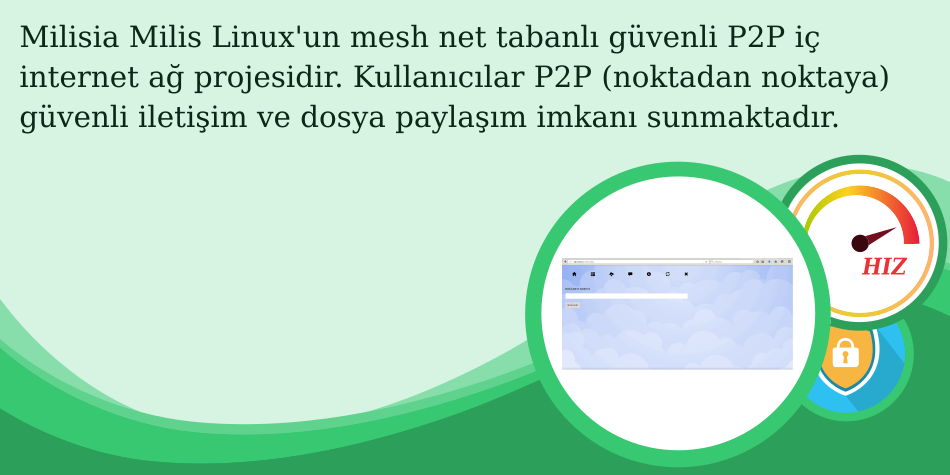 Milisia Milis Linux'un mesh net tabanlı güvenli P2P iç
internet ağ projesidir. Kullanıcılar P2P (noktadan noktaya)
güvenli iletişim ve dosya paylaşım imkanı sunmaktadır.
HIZ